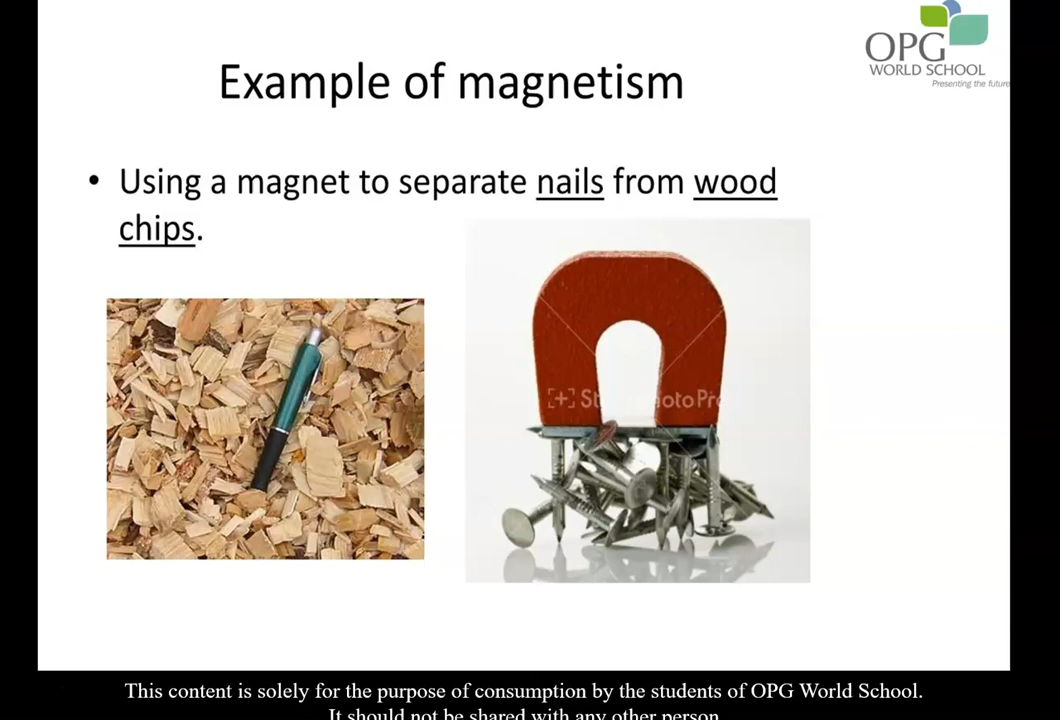 OPG
WORLD SCHOOL
Presenting the future
Example of magnetism
• Using a magnet to separate nails from wood
chips.
This content is solely for the purpose of consumption by the students of OPG World School.
It should not be shared with any other person